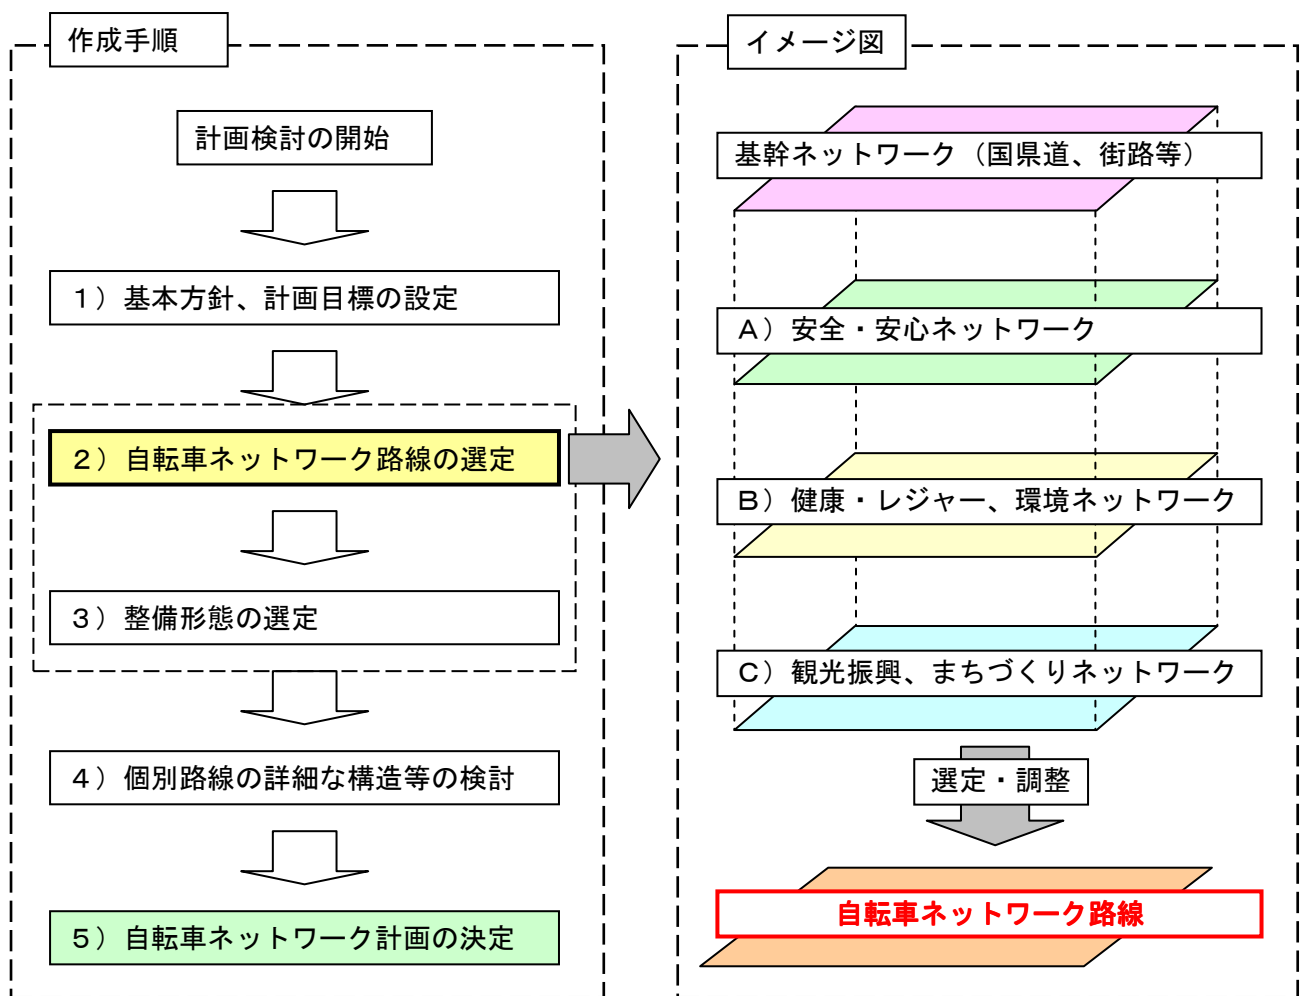 作成手順
計画検討の開始
１）基本方針、計画目標の設定
２）自転車ネットワーク路線の選定
３）整備形態の選定
４）個別路線の詳細な構造等の検討
５）自転車ネットワーク計画の決定
イメージ図
基幹ネットワーク（国県道、街路等）
Ａ）安全・安心ネットワーク
Ｂ）健康・レジャー、環境ネットワーク
Ｃ）観光振興、まちづくりネットワーク
選定・調整
自転車ネットワーク路線